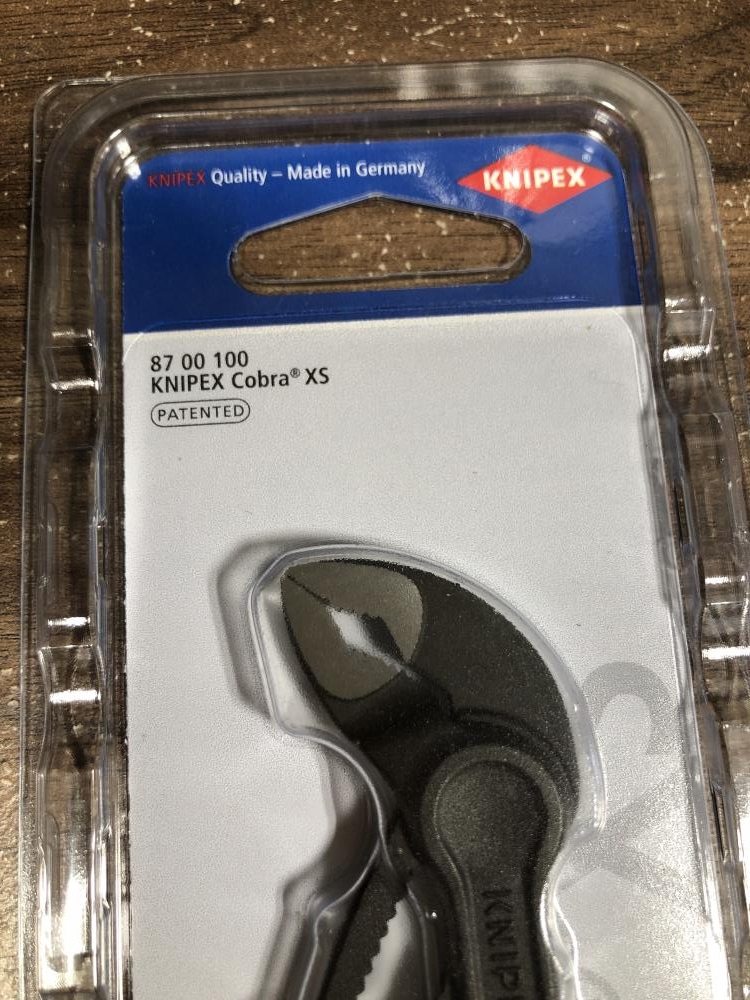 KNIPEX Quality – Made in Germany
KNIPEX®
87 00 100
KNIPEX Cobra® XS
PATENTED